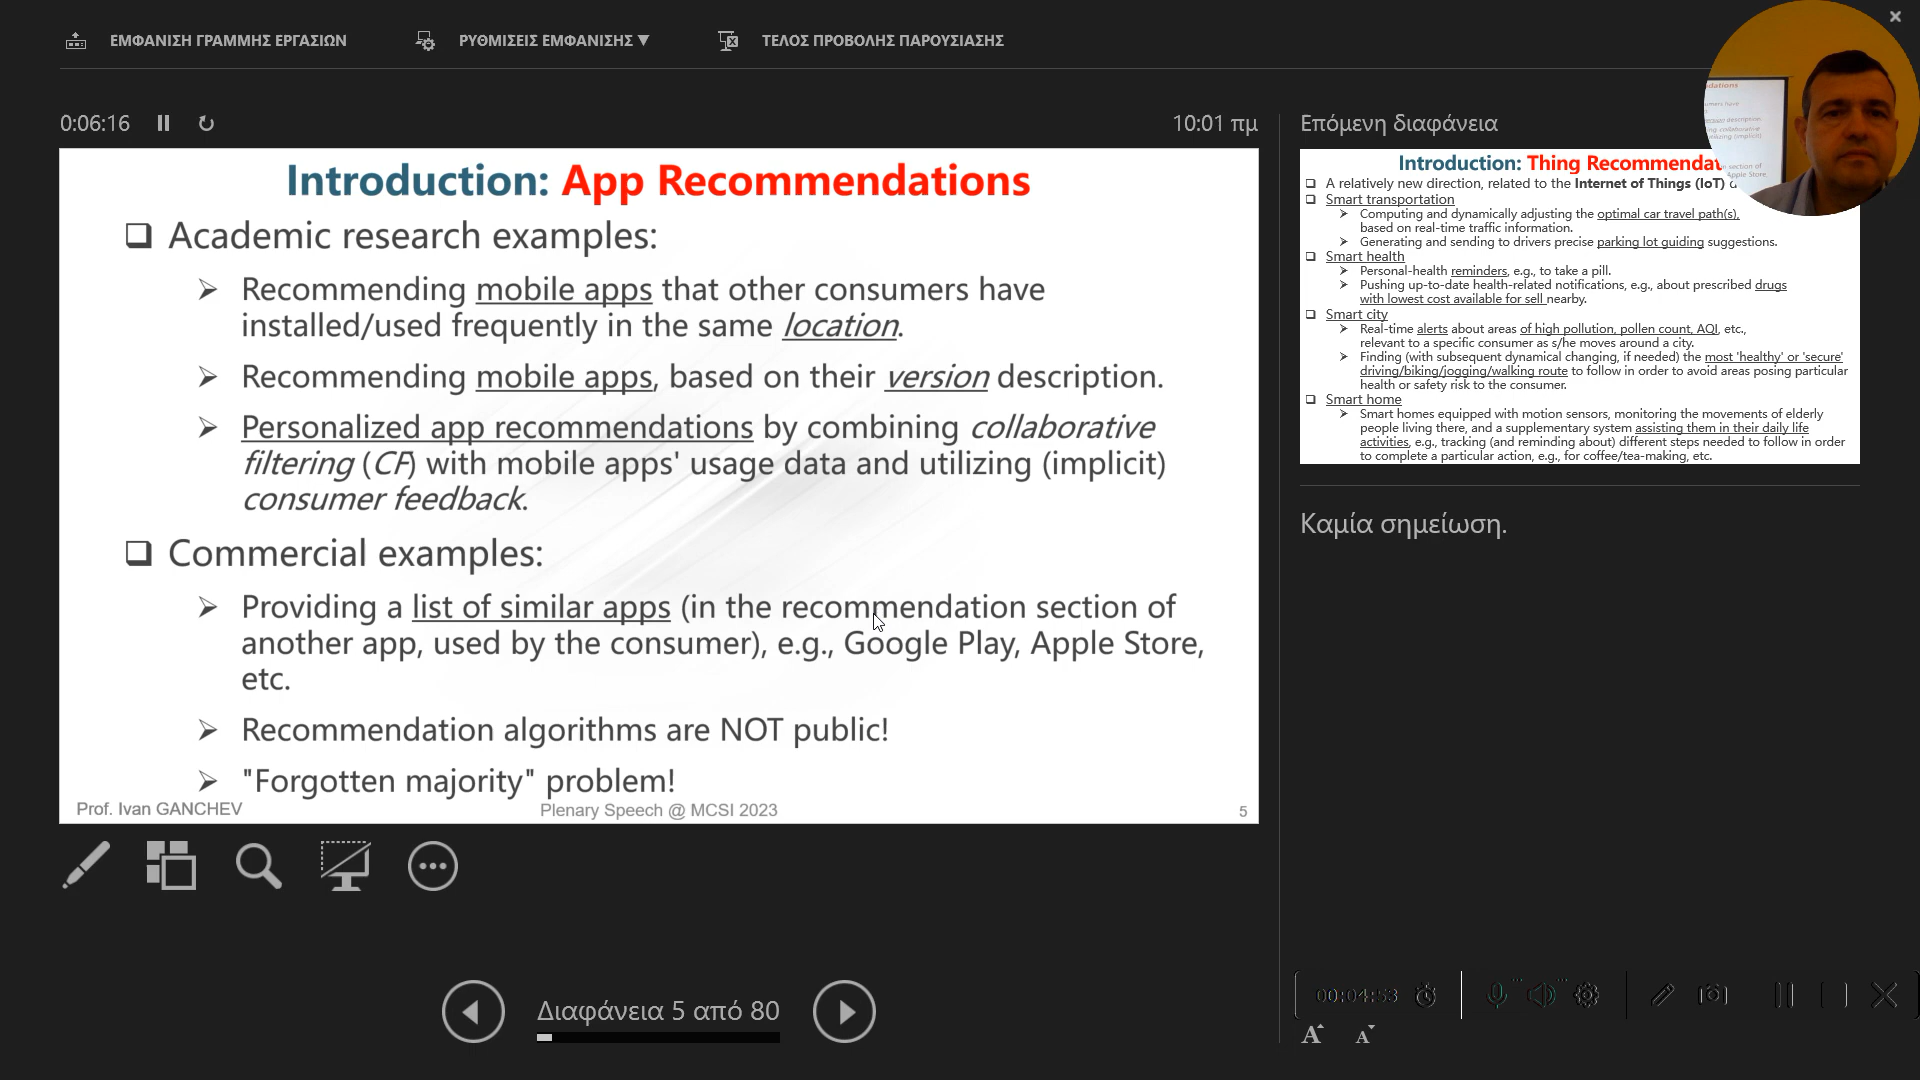 ΕΜΦΑΝΙΣΗ ΓΡΑΜΜΗΣ ΕΡΓΑΣΙΩΝ
ΡΥΘΜΙΣΕΙΣ ΕΜΦΑΝΙΣΗΣ ▼
ΤΕΛΟΣ ΠΡΟΒΟΛΗΣ ΠΑΡΟΥΣΙΑΣΗΣ
0:06:16
10:01 πμ
Introduction: App Recommendations
❑ Academic research examples:
➢ Recommending mobile apps that other consumers have
installed/used frequently in the same location.
➢ Recommending mobile apps, based on their version description.
➢ Personalized app recommendations by combining collaborative
filtering (CF) with mobile apps' usage data and utilizing (implicit)
consumer feedback.
❑ Commercial examples:
➢ Providing a list of similar apps (in the recommendation section of
another app, used by the consumer), e.g., Google Play, Apple Store,
etc.
➢ Recommendation algorithms are NOT public!
➢ "Forgotten majority" problem!
Prof. Ivan GANCHEV
Plenary Speech @ MCSI 2023
5
Διαφάνεια 5 από 80
Επόμενη διαφάνεια
Introduction: Thing Recommendat
❑ A relatively new direction, related to the Internet of Things (IoT)
❑ Smart transportation
➢ Computing and dynamically adjusting the optimal car travel path(s),
based on real-time traffic information.
➢ Generating and sending to drivers precise parking lot guiding suggestions.
❑ Smart health
➢ Personal-health reminders, e.g., to take a pill.
➢ Pushing up-to-date health-related notifications, e.g., about prescribed drugs
with lowest cost available for sell nearby.
❑ Smart city
➢ Real-time alerts about areas of high pollution, pollen count, AQI, etc.,
relevant to a specific consumer as s/he moves around a city.
➢ Finding (with subsequent dynamical changing, if needed) the most 'healthy' or 'secure'
driving/biking/jogging/walking route to follow in order to avoid areas posing particular
health or safety risk to the consumer.
❑ Smart home
➢ Smart homes equipped with motion sensors, monitoring the movements of elderly
people living there, and a supplementary system assisting them in their daily life
activities, e.g., tracking (and reminding about) different steps needed to follow in order
to complete a particular action, e.g., for coffee/tea-making, etc.
Καμία σημείωση.
00:04:53
A A